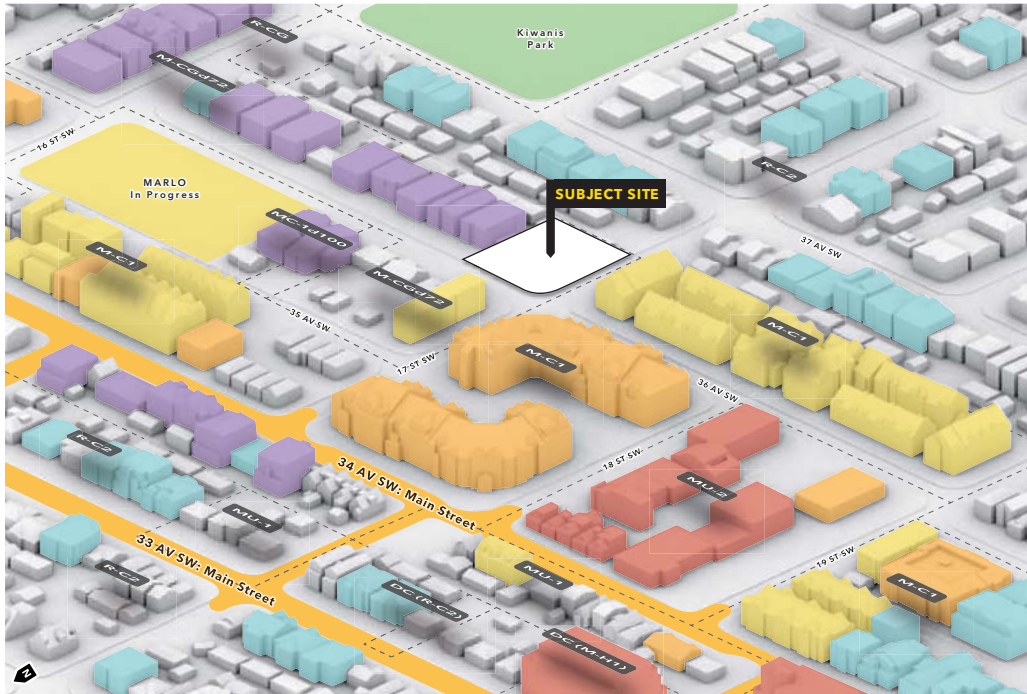 R-CG
Kiwanis
Park
M-CGd72
16 ST SW
MARLO
In Progress
R-C2
SUBJECT SITE
MC-1d100
37 AV SW
M-C1
M-CGd72
35 AV SW
M-C1
17 ST SW
M-C1
36 AV SW
R-C2
34 AV SW: Main Street
18 ST SW
MU-2
MU-1
33 AV SW: Main Street
19 ST SW
R-C2
MU-1
M-C1
DC (R-C2)
DC (M-H1)
N